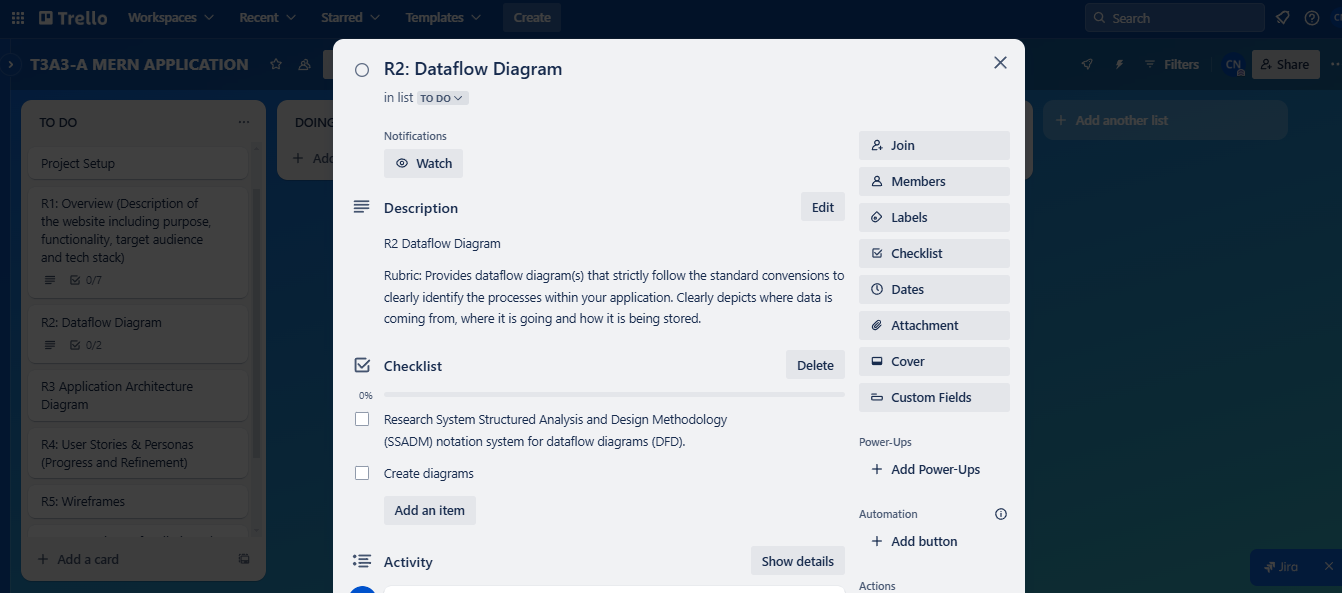 Trello
Workspaces
Recent
Starred
Templates
Create
Search
T3A3-A MERN APPLICATION
Filters
CN
Share
TO DO
Project Setup
R1: Overview (Description of
the website including purpose,
functionality, target audience
and tech stack)
0/7
R2: Dataflow Diagram
0/2
R3 Application Architecture
Diagram
R4: User Stories & Personas
(Progress and Refinement)
R5: Wireframes
+ Add a card
DOING
+ Add
+ Add another list
R2: Dataflow Diagram
in list TO DO
Notifications
Watch
Description
Edit
R2 Dataflow Diagram
Rubric: Provides dataflow diagram(s) that strictly follow the standard convensions to
clearly identify the processes within your application. Clearly depicts where data is
coming from, where it is going and how it is being stored.
Checklist
Delete
0%
Research System Structured Analysis and Design Methodology
(SSADM) notation system for dataflow diagrams (DFD).
Create diagrams
Add an item
Activity
Show details
Join
Members
Labels
Checklist
Dates
Attachment
Cover
Custom Fields
Power-Ups
+ Add Power-Ups
Automation
+ Add button
Actions
Jira